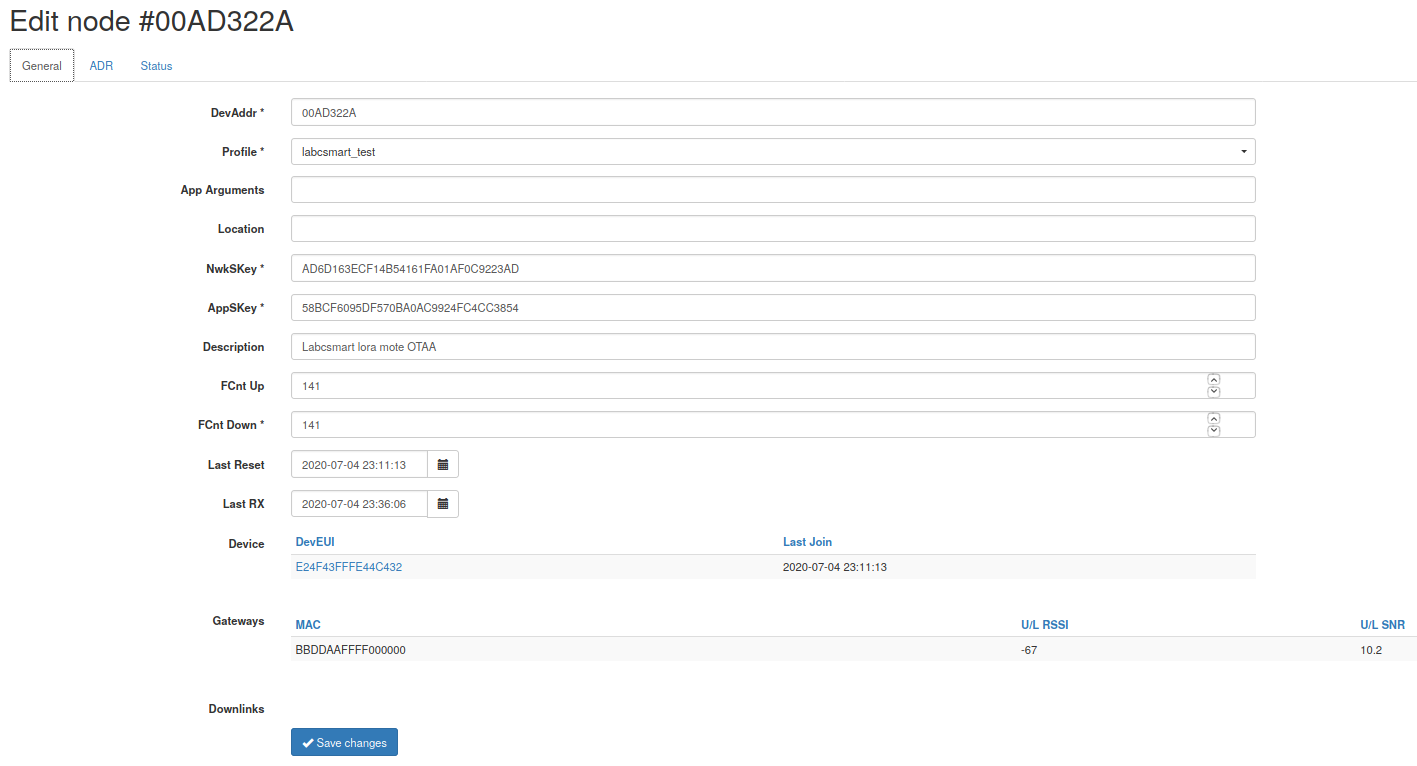 Edit node #00AD322A
General ADR Status
DevAddr * 00AD322A
Profile * labcsmart_test
App Arguments
Location
NwkSKey * AD6D163ECF14B54161FA01AF0C9223AD
AppSKey * 58BCF6095DF570BA0AC9924FC4CC3854
Description Labcsmart lora mote OTAA
FCnt Up 141
FCnt Down * 141
Last Reset 2020-07-04 23:11:13
Last RX 2020-07-04 23:36:06
Device DevEUI Last Join
E24F43FFFE44C432 2020-07-04 23:11:13
Gateways MAC U/L RSSI U/L SNR
BBDDAAFFFF000000 -67 10.2
Downlinks
Save changes